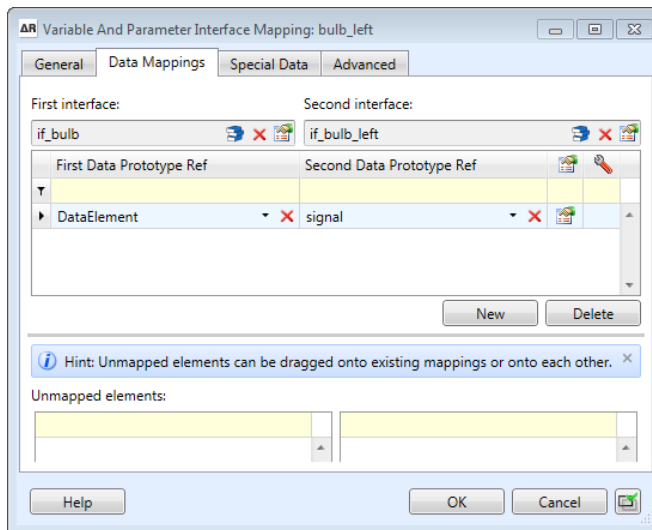 AR Variable And Parameter Interface Mapping: bulb_left
General Data Mappings Special Data Advanced
First interface: Second interface:
if_bulb if_bulb_left
First Data Prototype Ref Second Data Prototype Ref
DataElement signal
New Delete
Hint: Unmapped elements can be dragged onto existing mappings or onto each other.
Unmapped elements:
Help OK Cancel